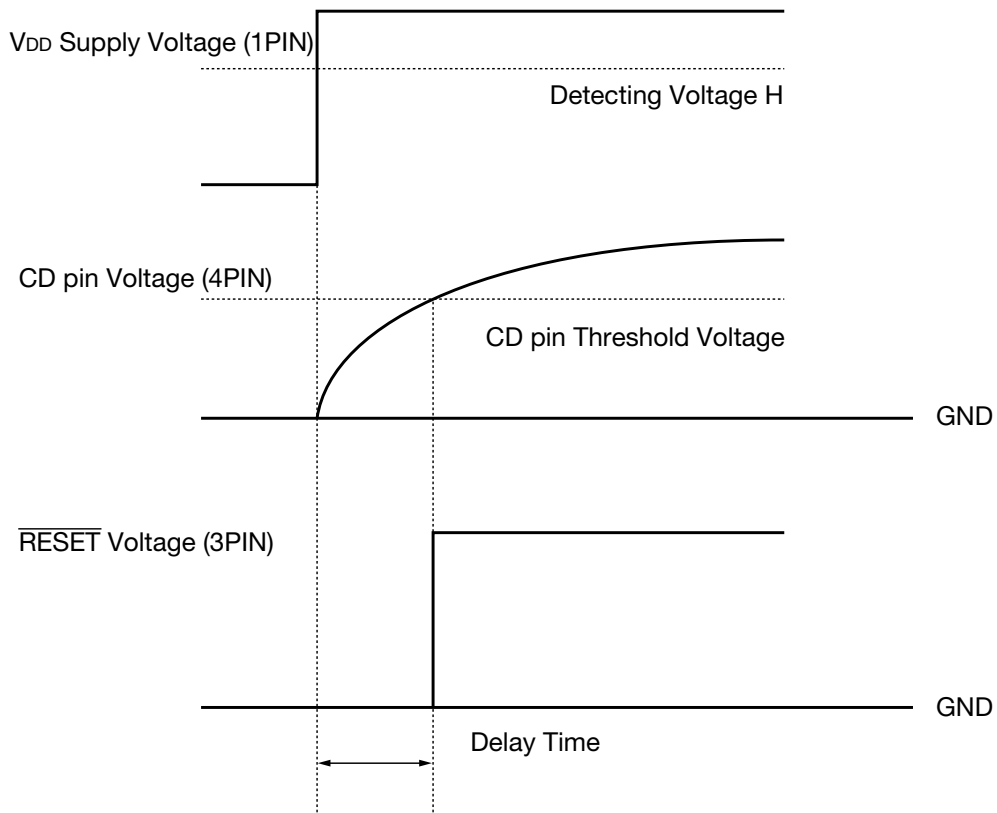 VDD Supply Voltage (1PIN)
Detecting Voltage H
CD pin Voltage (4PIN)
CD pin Threshold Voltage
GND
RESET Voltage (3PIN)
GND
Delay Time